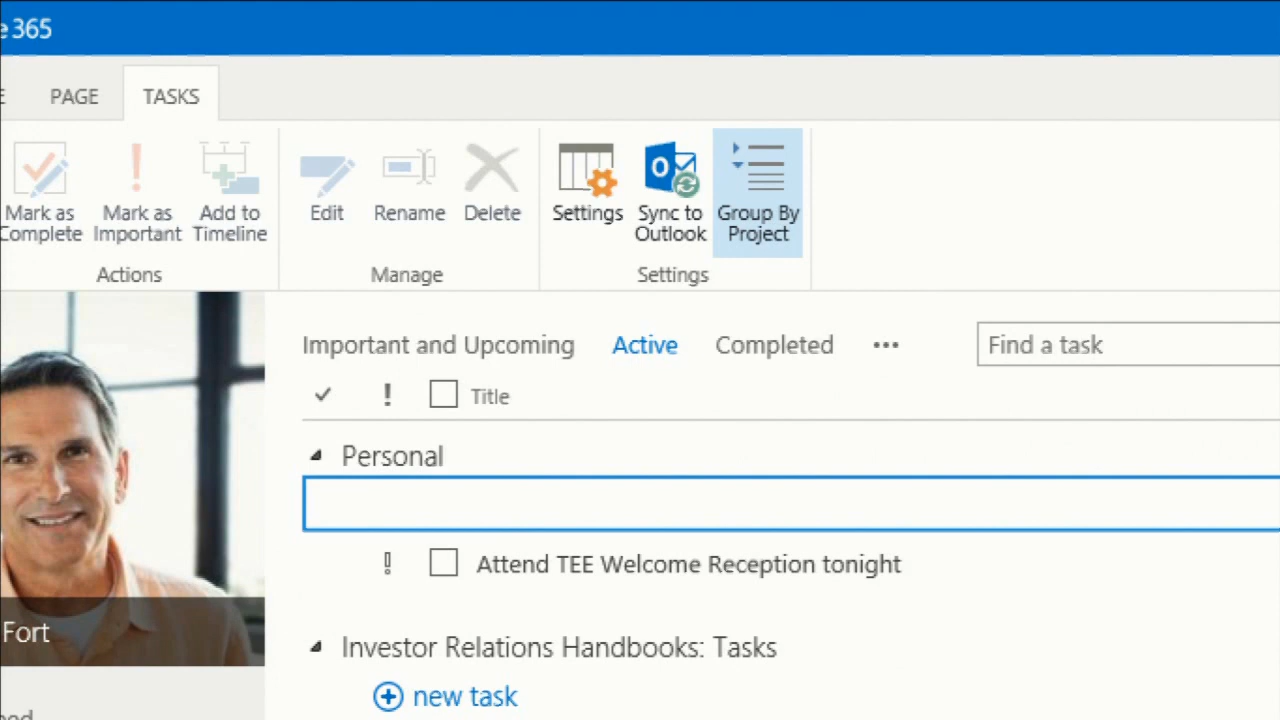 e 365
E PAGE TASKS
Mark as Complete
Mark as Important
Add to Timeline
Edit Rename Delete
Settings
Sync to Outlook
Group By Project
Actions Manage Settings
Important and Upcoming Active Completed ••• Find a task
! Title
Personal
! Attend TEE Welcome Reception tonight
Fort
Investor Relations Handbooks: Tasks
new task